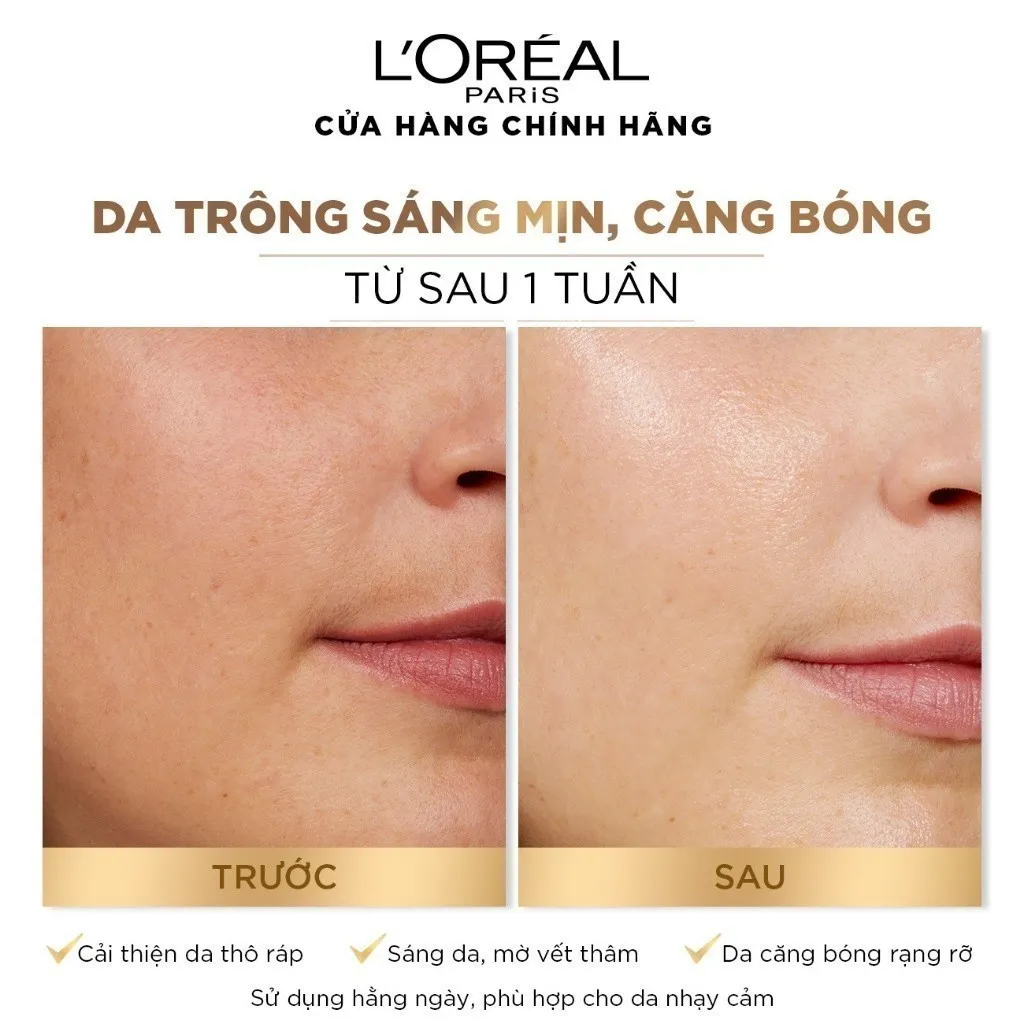 L'ORÉAL
PARiS
CỬA HÀNG CHÍNH HÃNG
DA TRÔNG SÁNG MỊN, CĂNG BÓNG
TỪ SAU 1 TUẦN
TRƯỚC
SAU
Cải thiện da thô ráp
Sáng da, mờ vết thâm
Da căng bóng rạng rỡ
Sử dụng hằng ngày, phù hợp cho da nhạy cảm